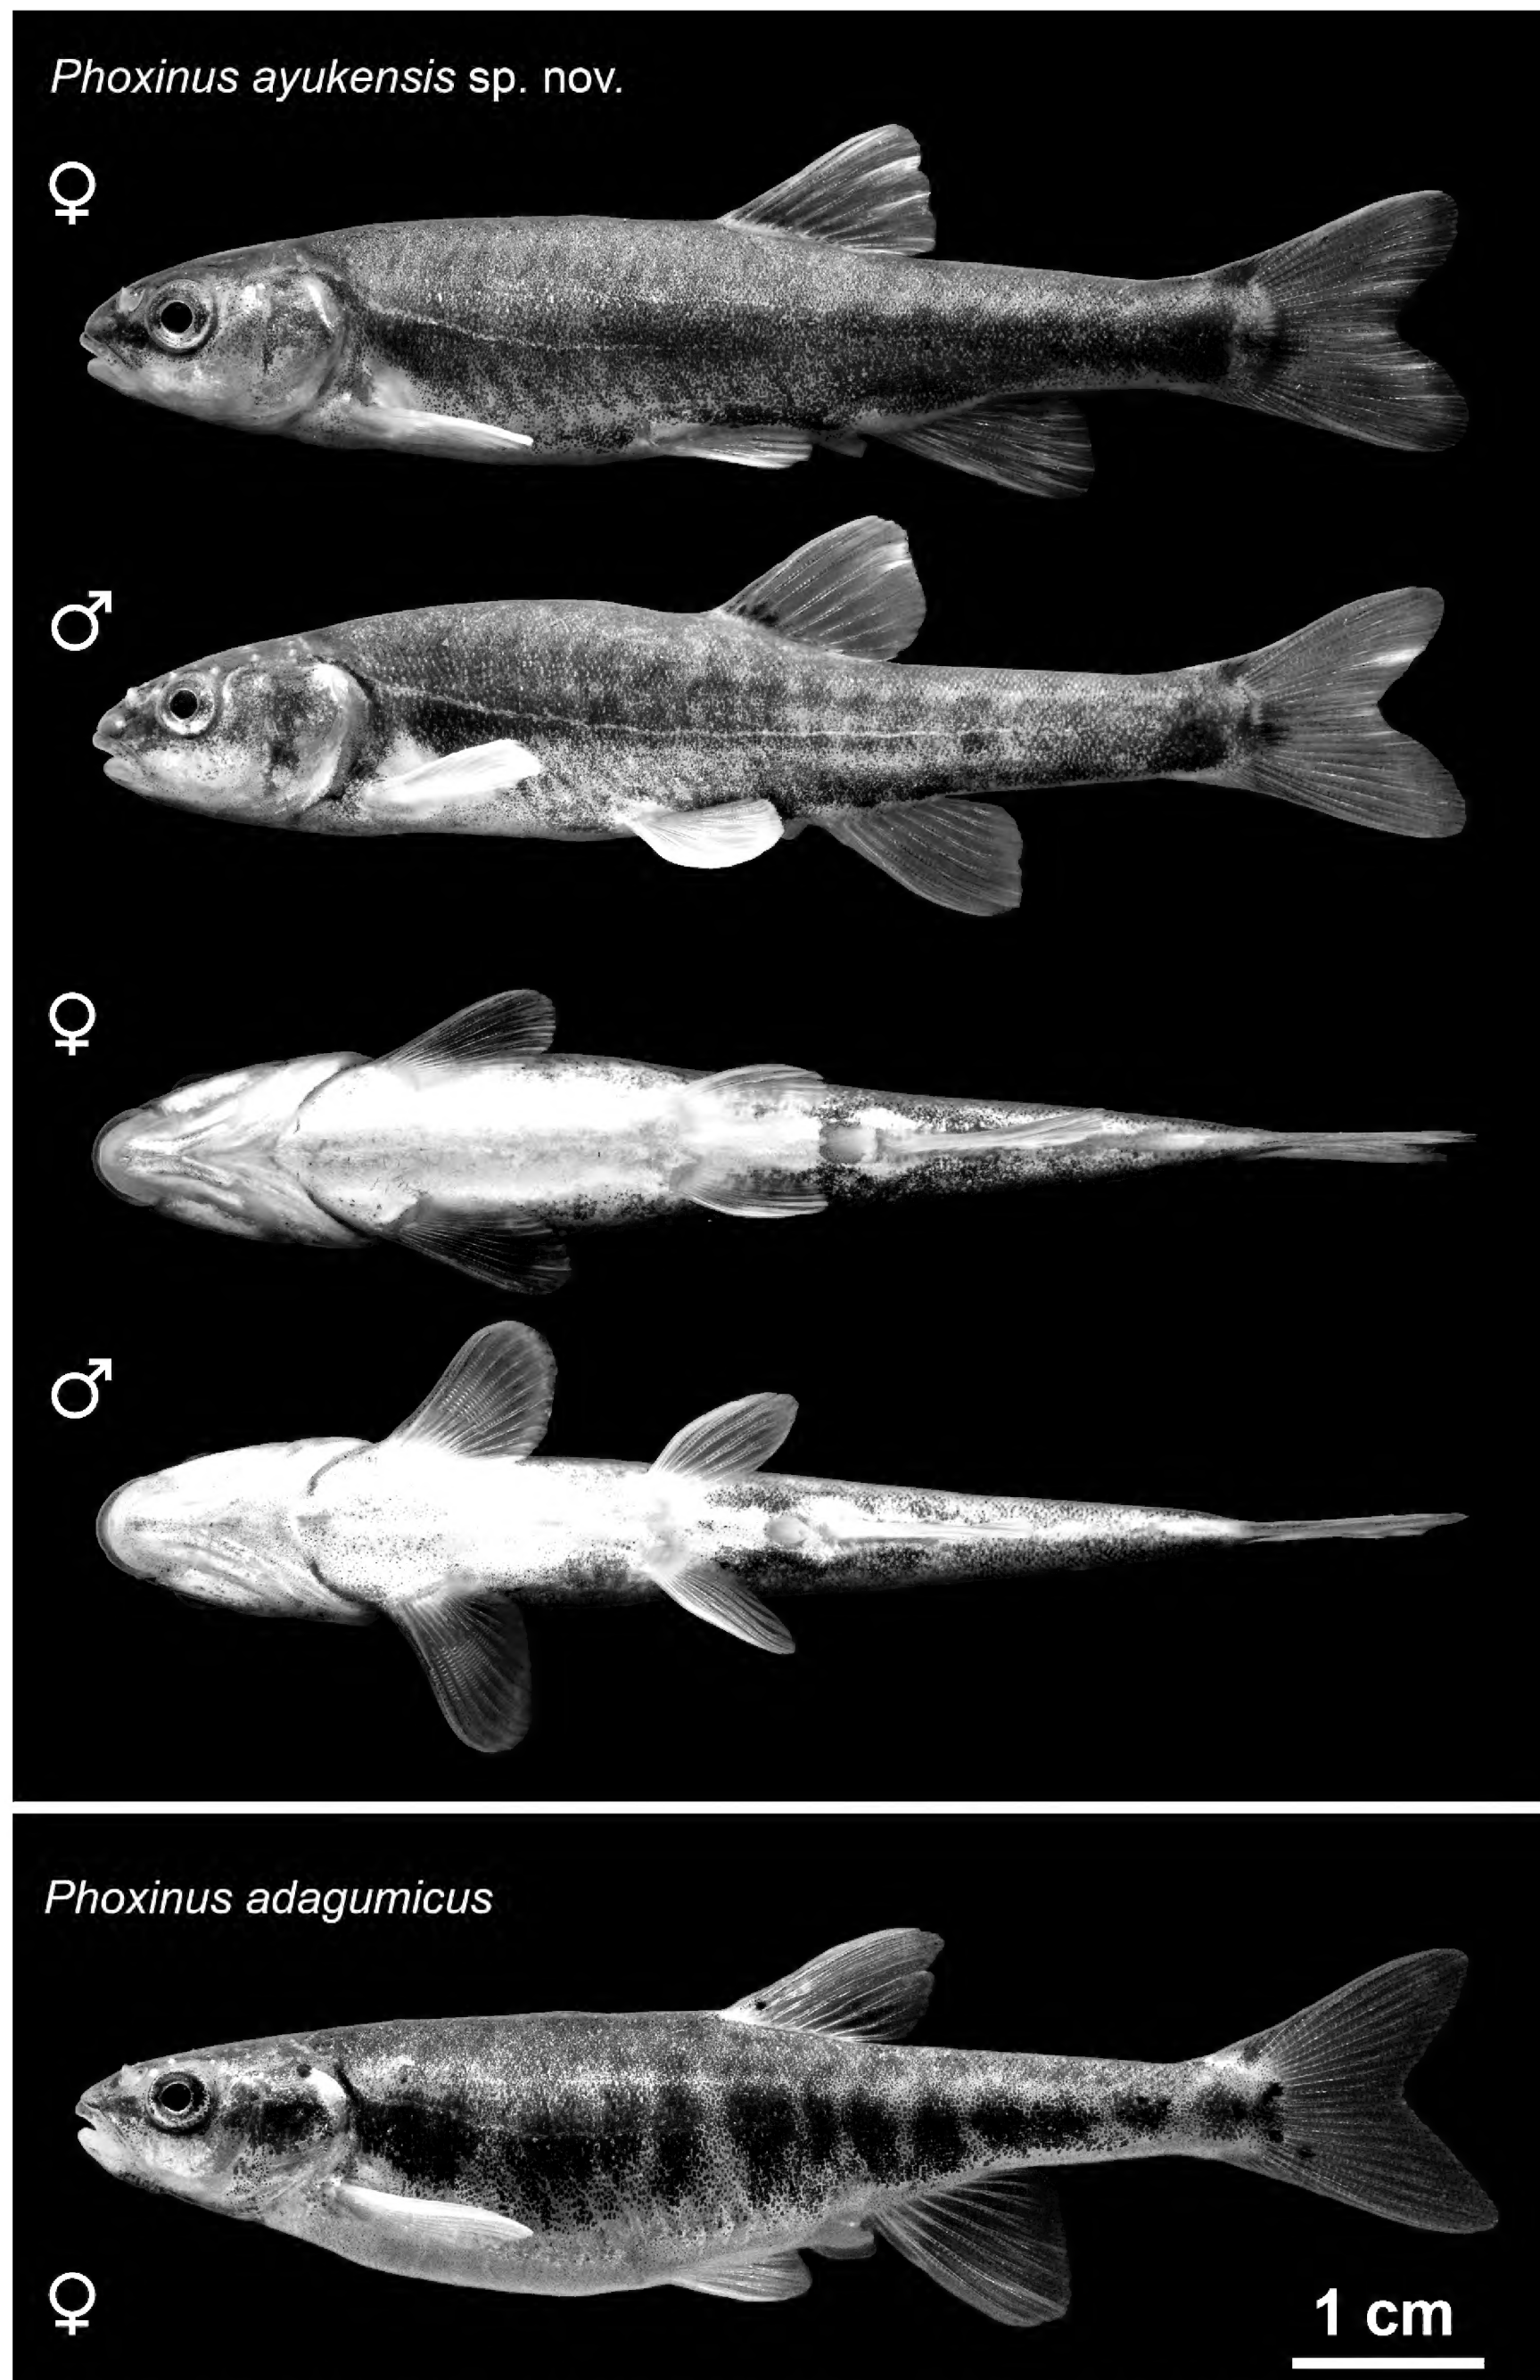 Phoxinus ayukensis sp. nov.
♀
♂
♀
♂
Phoxinus adagumicus
♀
1 cm